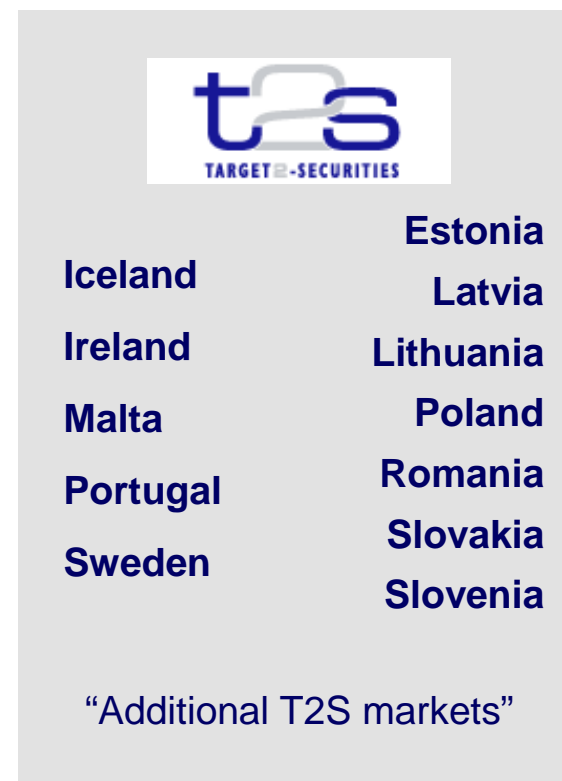 t2s
TARGET2-SECURITIES
Iceland
Ireland
Malta
Portugal
Sweden
Estonia
Latvia
Lithuania
Poland
Romania
Slovakia
Slovenia
“Additional T2S markets”